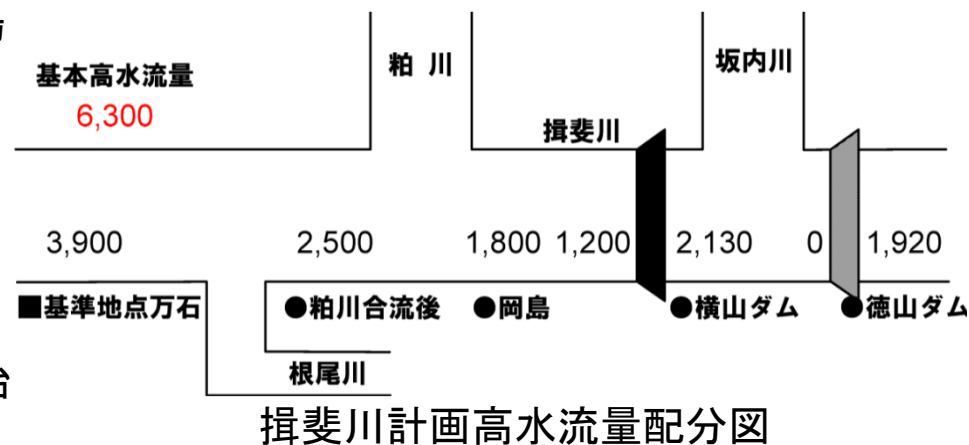 基本高水流量
6,300
粕 川
坂内川
揖斐川
3,900 2,500 1,800 1,200 2,130 0 1,920
■基準地点万石 ●粕川合流後 ●岡島 ●横山ダム ●徳山ダム
根尾川
揖斐川計画高水流量配分図